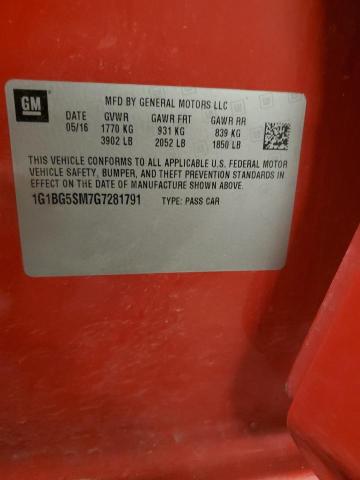 GM
MFD BY GENERAL MOTORS LLC
DATE GVWR GAWR FRT GAWR RR
05/16 1770 KG 931 KG 839 KG
3902 LB 2052 LB 1850 LB
THIS VEHICLE CONFORMS TO ALL APPLICABLE U.S. FEDERAL MOTOR
VEHICLE SAFETY, BUMPER, AND THEFT PREVENTION STANDARDS
IN EFFECT ON THE DATE OF MANUFACTURE SHOWN ABOVE.
1G1BG5SM7G7281791 TYPE: PASS CAR